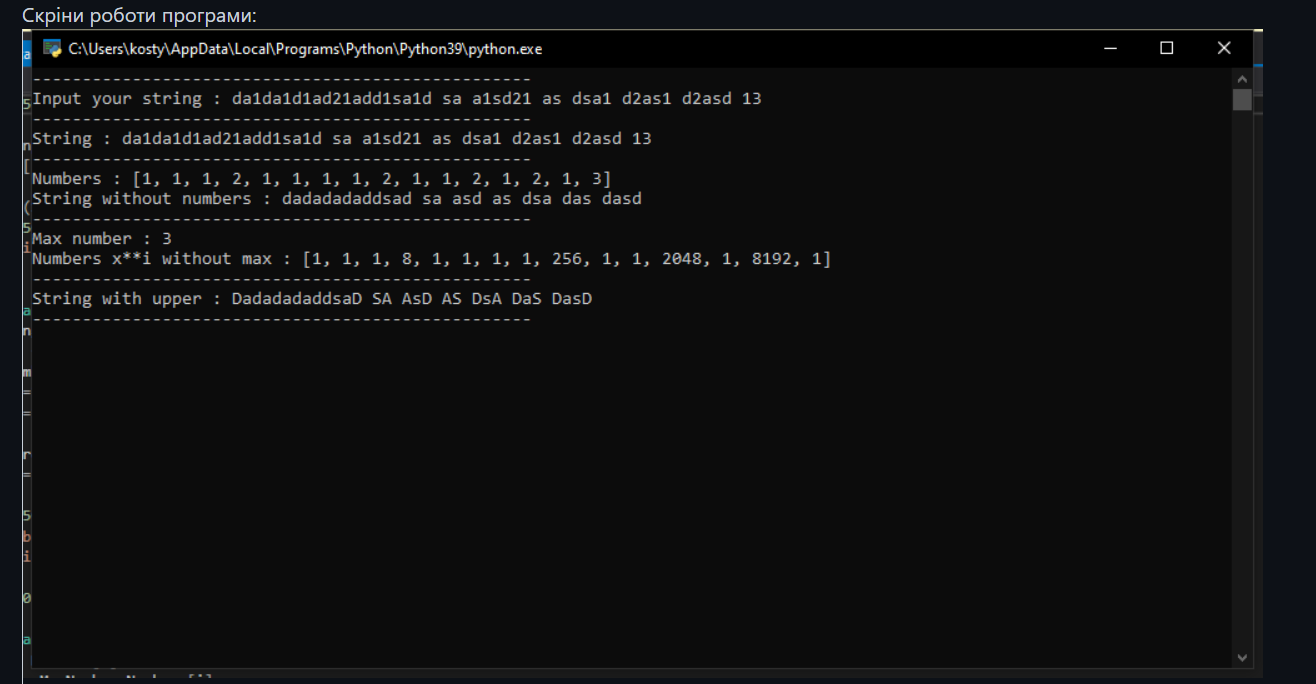 Скріни роботи програми:
C:\Users\kosty\AppData\Local\Programs\Python\Python39\python.exe
--------------------------------------------------
Input your string : da1da1d1ad21add1sa1d sa a1sd21 as dsa1 d2as1 d2asd 13
--------------------------------------------------
String : da1da1d1ad21add1sa1d sa a1sd21 as dsa1 d2as1 d2asd 13
--------------------------------------------------
Numbers : [1, 1, 1, 2, 1, 1, 1, 1, 2, 1, 1, 2, 1, 2, 1, 3]
String without numbers : dadadadaddsad sa asd as dsa das dasd
--------------------------------------------------
Max number : 3
Numbers x**i without max : [1, 1, 1, 8, 1, 1, 1, 1, 256, 1, 1, 2048, 1, 8192, 1]
--------------------------------------------------
String with upper : DadadadaddsaD SA AsD AS DsA DaS DasD
--------------------------------------------------